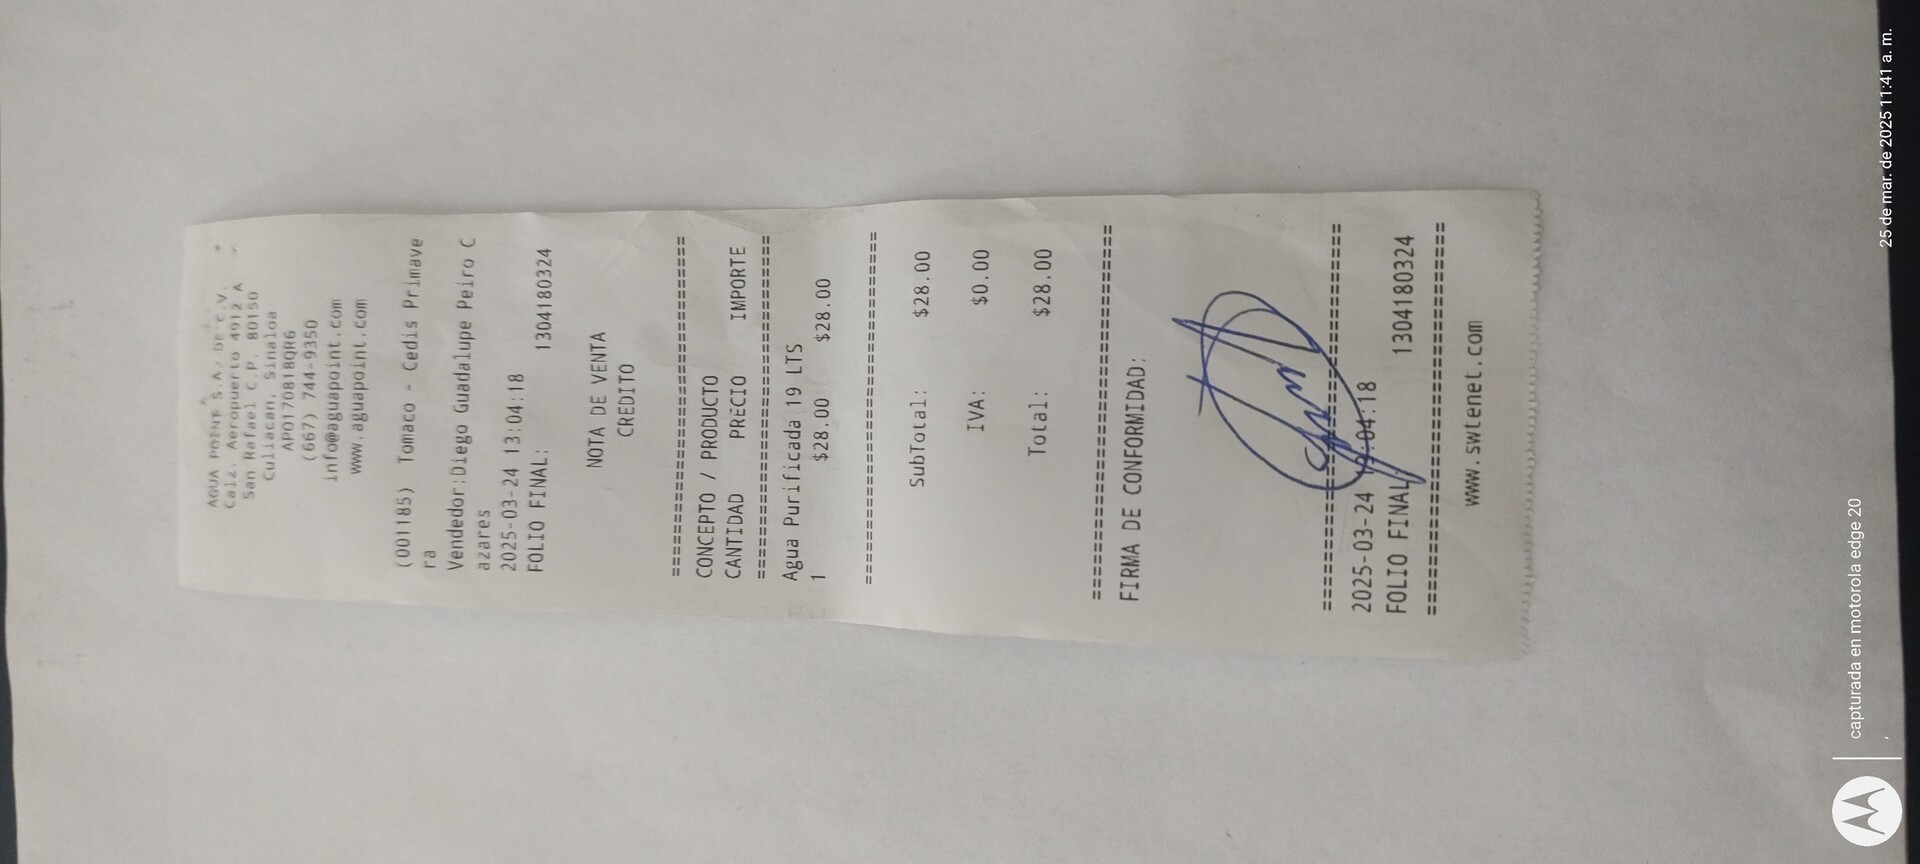 AGUA POINT S.A. DE C.V.
Calz. Aeropuerto 4912 A
San Rafael C.P. 80150
Culiacan, Sinaloa
APO170818QR6
(667) 744-9350
info@aguapoint.com
www.aguapoint.com
(001185) Tomaco - Cedis Primave
ra
Vendedor:Diego Guadalupe Peiro C
azares
2025-03-24 13:04:18
FOLIO FINAL: 1304180324
NOTA DE VENTA
CREDITO
================================
CONCEPTO / PRODUCTO
CANTIDAD PRECIO IMPORTE
================================
Agua Purificada 19 LTS
1 $28.00 $28.00
================================
SubTotal: $28.00
IVA: $0.00
Total: $28.00
================================
FIRMA DE CONFORMIDAD:
================================
2025-03-24 13:04:18
FOLIO FINAL: 1304180324
================================
www.swtenet.com
capturada en motorola edge 20
25 de mar. de 2025 11:41 a. m.